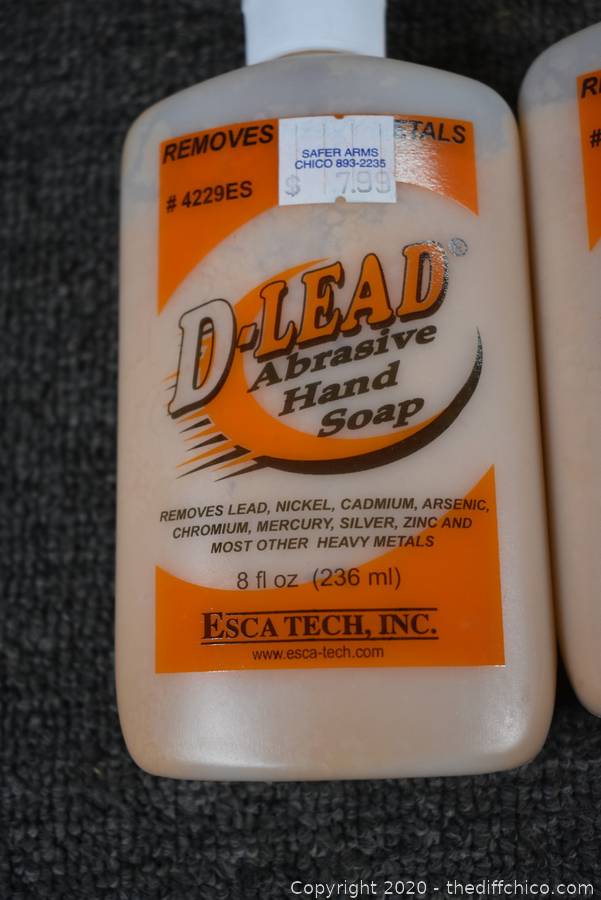 REMOVES
ETALS
SAFER ARMS
CHICO 893-2235
$ 7.99
# 4229ES
D-LEAD®
Abrasive
Hand
Soap
REMOVES LEAD, NICKEL, CADMIUM, ARSENIC,
CHROMIUM, MERCURY, SILVER, ZINC AND
MOST OTHER HEAVY METALS
8 fl oz (236 ml)
ESCA TECH, INC.
www.esca-tech.com
R
#
Copyright 2020 - thediffchico.com